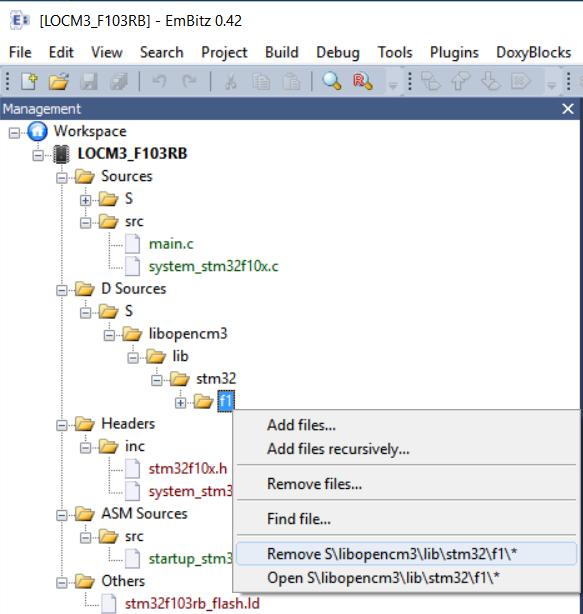 [LOCM3_F103RB] - EmBitz 0.42
File Edit View Search Project Build Debug Tools Plugins DoxyBlocks
Management
Workspace
LOCM3_F103RB
Sources
S
src
main.c
system_stm32f10x.c
D Sources
S
libopencm3
lib
stm32
f1
Headers
inc
stm32f10x.h
system_stm3
ASM Sources
src
startup_stm3
Others
stm32f103rb_flash.ld
Add files...
Add files recursively...
Remove files...
Find file...
Remove S\libopencm3\lib\stm32\f1\*
Open S\libopencm3\lib\stm32\f1\*